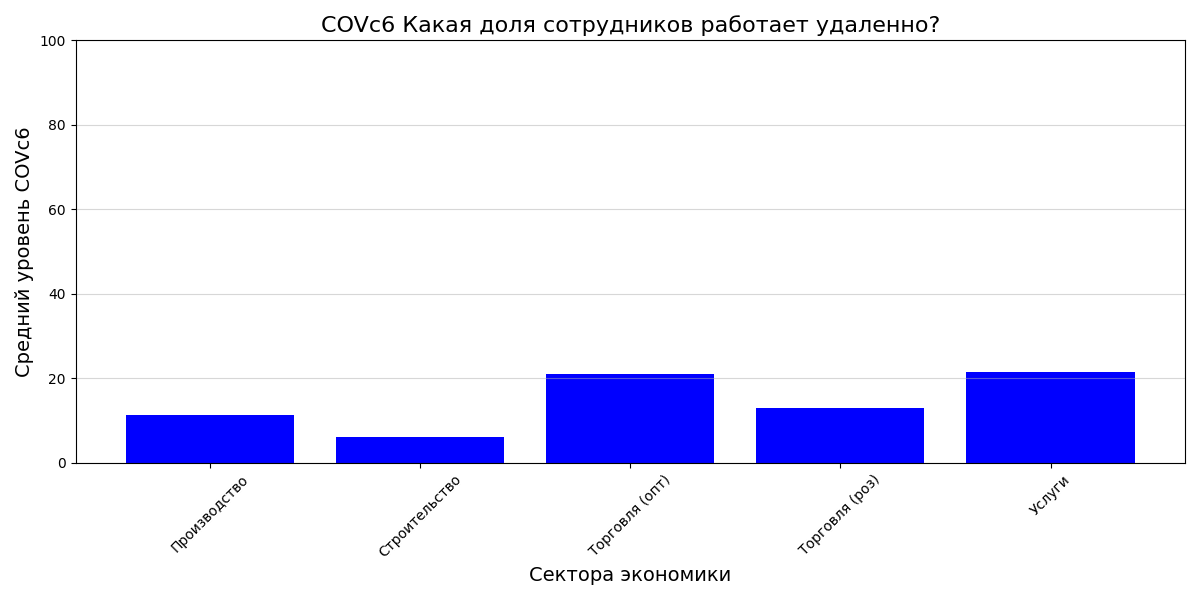 COVc6 Какая доля сотрудников работает удаленно?
Средний уровень COVc6
100
80
60
40
20
0
Производство
Строительство
Торговля (опт)
Торговля (роз)
Услуги
Сектора экономики